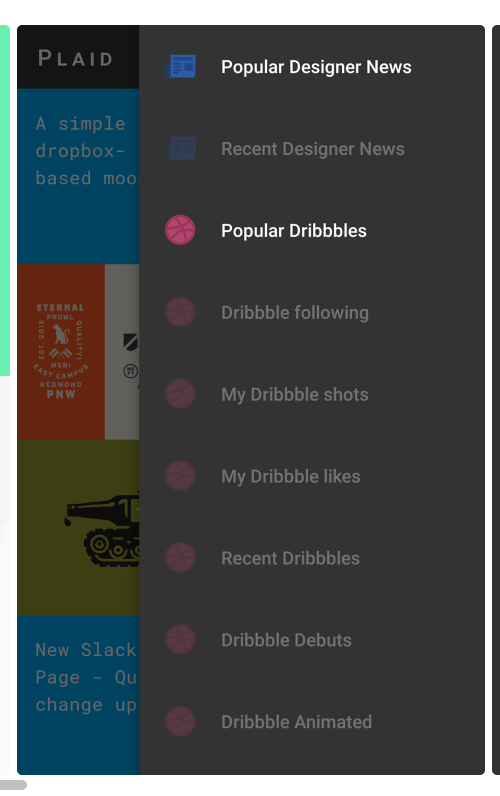 PLAID
A simple
dropbox-
based moo
ETERNAL
PROWL
EST. 2015
QUALITY!
MSBI
EAST CAMPUS
REDMOND
PNW
New Slack
Page - Qu
change up
Popular Designer News
Recent Designer News
Popular Dribbbles
Dribbble following
My Dribbble shots
My Dribbble likes
Recent Dribbbles
Dribbble Debuts
Dribbble Animated